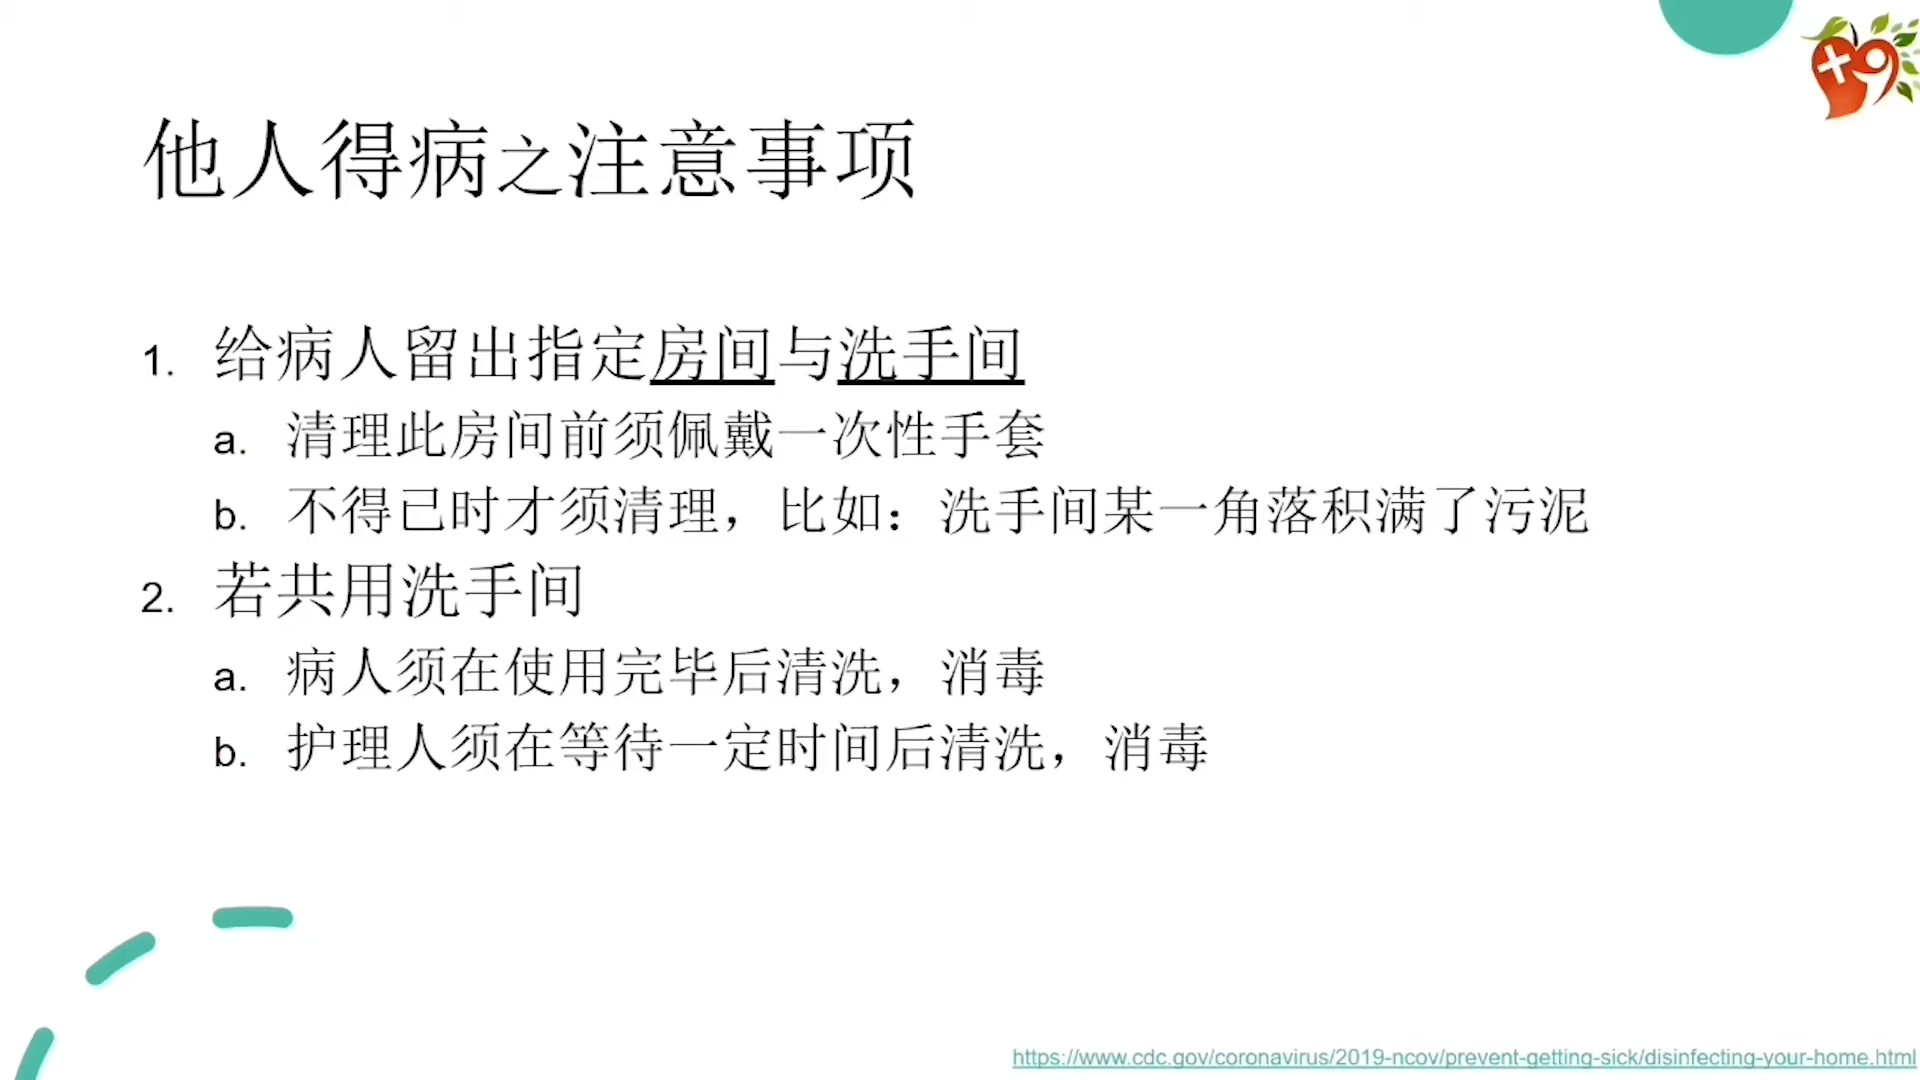 他人得病之注意事项
1. 给病人留出指定房间与洗手间
a. 清理此房间前须佩戴一次性手套
b. 不得已时才须清理，比如：洗手间某一角落积满了污泥
2. 若共用洗手间
a. 病人须在使用完毕后清洗，消毒
b. 护理人须在等待一定时间后清洗，消毒
https://www.cdc.gov/coronavirus/2019-ncov/prevent-getting-sick/disinfecting-your-home.html